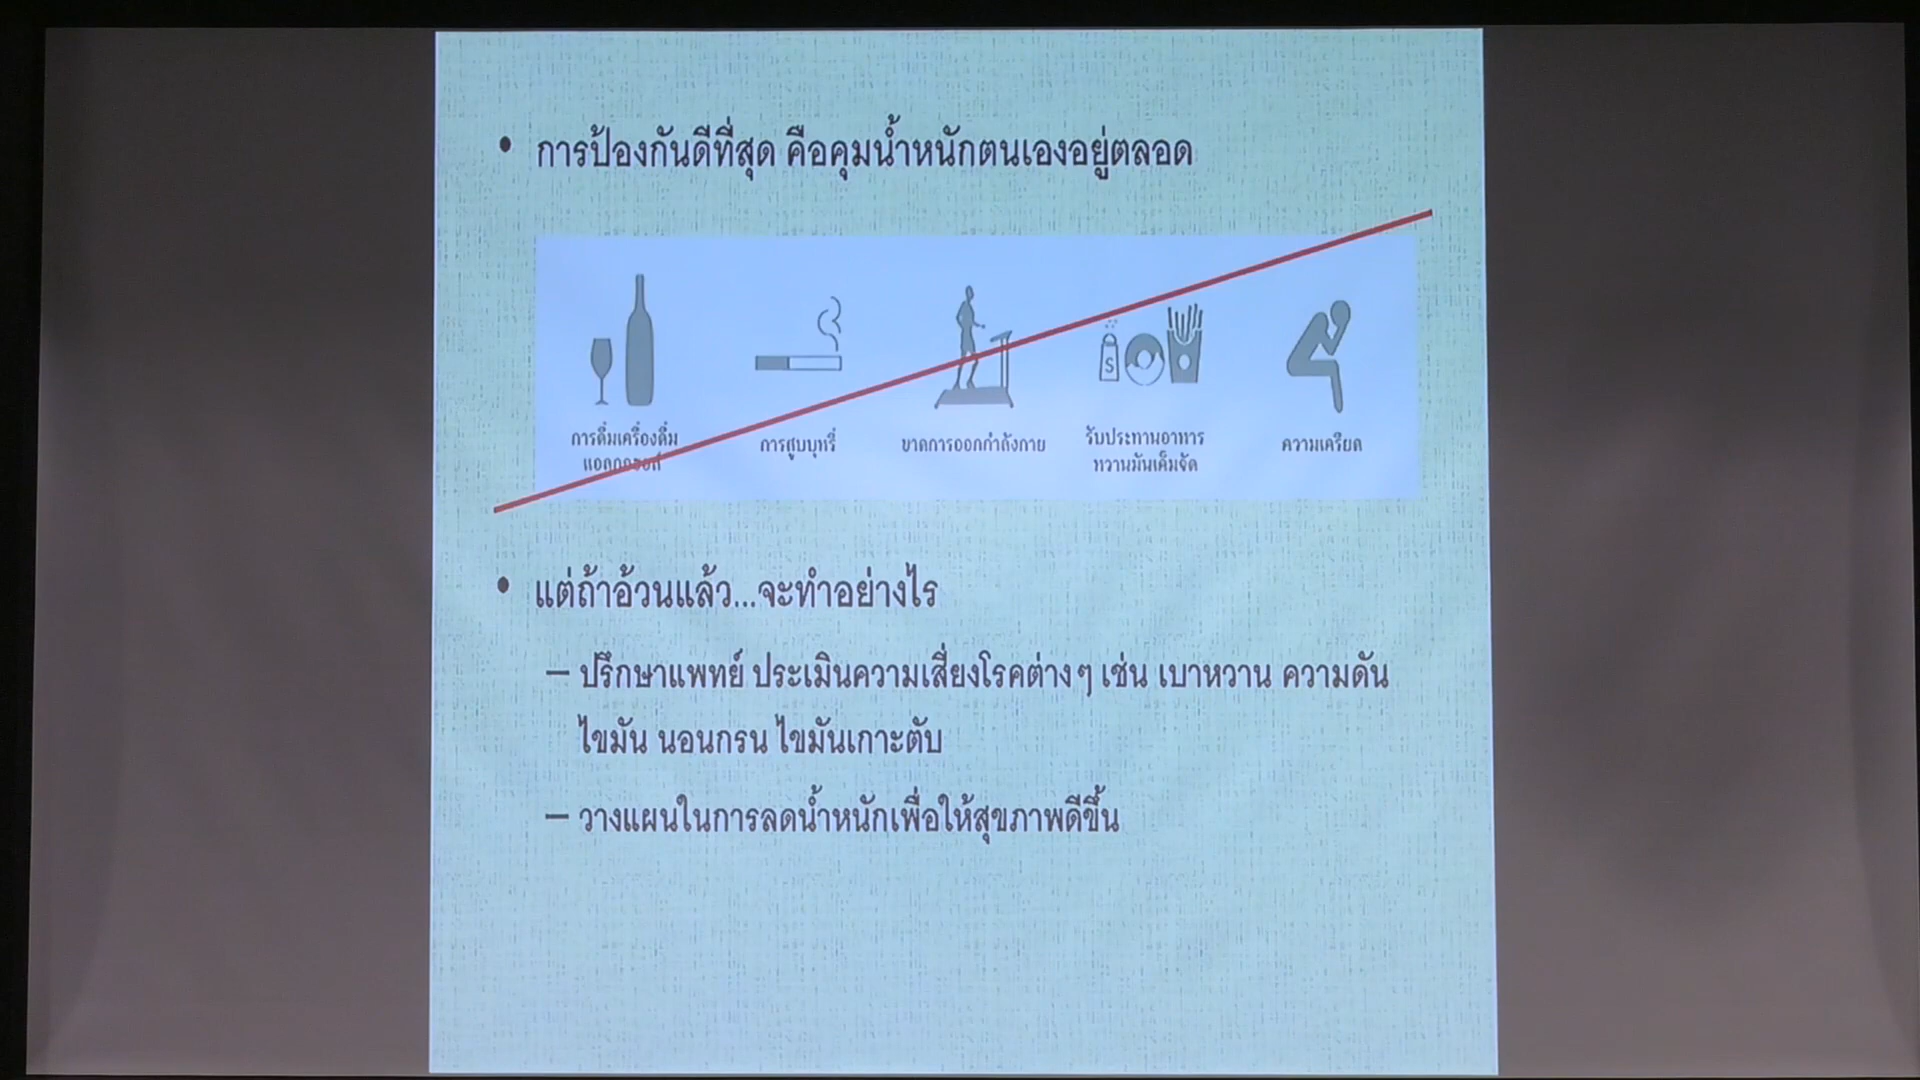 • การป้องกันดีที่สุด คือคุมน้ำหนักตนเองอยู่ตลอด
การดื่มเครื่องดื่ม
แอลกอฮอล์
การสูบบุหรี่
ขาดการออกกำลังกาย
S
รับประทานอาหาร
หวานมันเค็มจัด
ความเครียด
• แต่ถ้าอ้วนแล้ว...จะทำอย่างไร
– ปรึกษาแพทย์ ประเมินความเสี่ยงโรคต่างๆ เช่น เบาหวาน ความดัน
ไขมัน นอนกรน ไขมันเกาะตับ
– วางแผนในการลดน้ำหนักเพื่อให้สุขภาพดีขึ้น